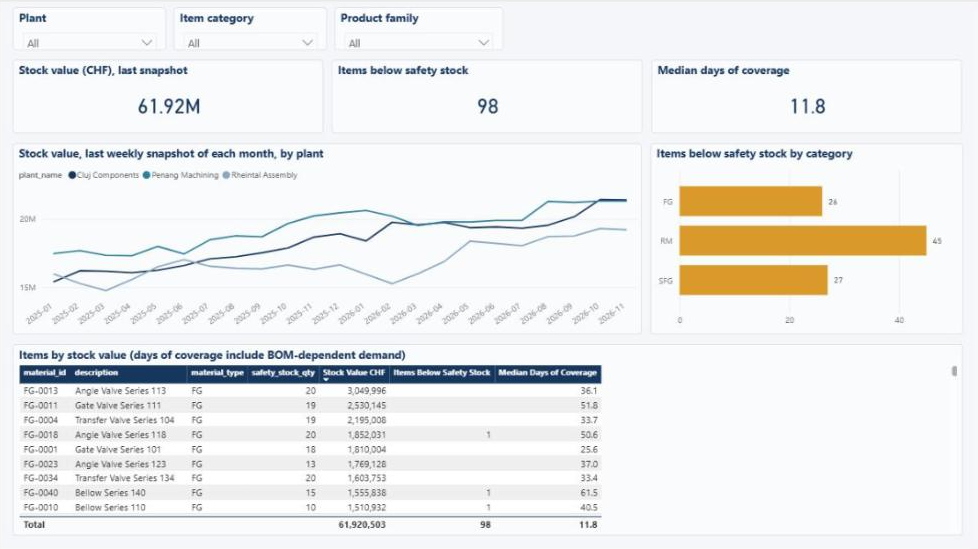 Plant
Item category
Product family
All
All
All
Stock value (CHF), last snapshot
Items below safety stock
Median days of coverage
61.92M
98
11.8
Stock value, last weekly snapshot of each month, by plant
Items below safety stock by category
plant_name Cluj Components Penang Machining Rheintal Assembly
20M
15M
2025-01 2025-02 2025-03 2025-04 2025-05 2025-06 2025-07 2025-08 2025-09 2025-10 2025-11 2025-12 2026-01 2026-02 2026-03 2026-04 2026-05 2026-06 2026-07 2026-08 2026-09 2026-10 2026-11
FG 26
RM 45
SFG 27
0 20 40
Items by stock value (days of coverage include BOM-dependent demand)
material_id description material_type safety_stock_qty Stock Value CHF Items Below Safety Stock Median Days of Coverage
FG-0013 Angle Valve Series 113 FG 20 3,049,996 36.1
FG-0011 Gate Valve Series 111 FG 19 2,530,145 51.8
FG-0004 Transfer Valve Series 104 FG 19 2,195,008 33.7
FG-0018 Angle Valve Series 118 FG 20 1,852,031 1 50.6
FG-0001 Gate Valve Series 101 FG 18 1,810,004 25.6
FG-0023 Angle Valve Series 123 FG 13 1,769,128 37.0
FG-0034 Transfer Valve Series 134 FG 20 1,603,753 33.4
FG-0040 Bellow Series 140 FG 15 1,555,838 1 61.5
FG-0010 Bellow Series 110 FG 10 1,510,932 1 40.5
Total 61,920,503 98 11.8